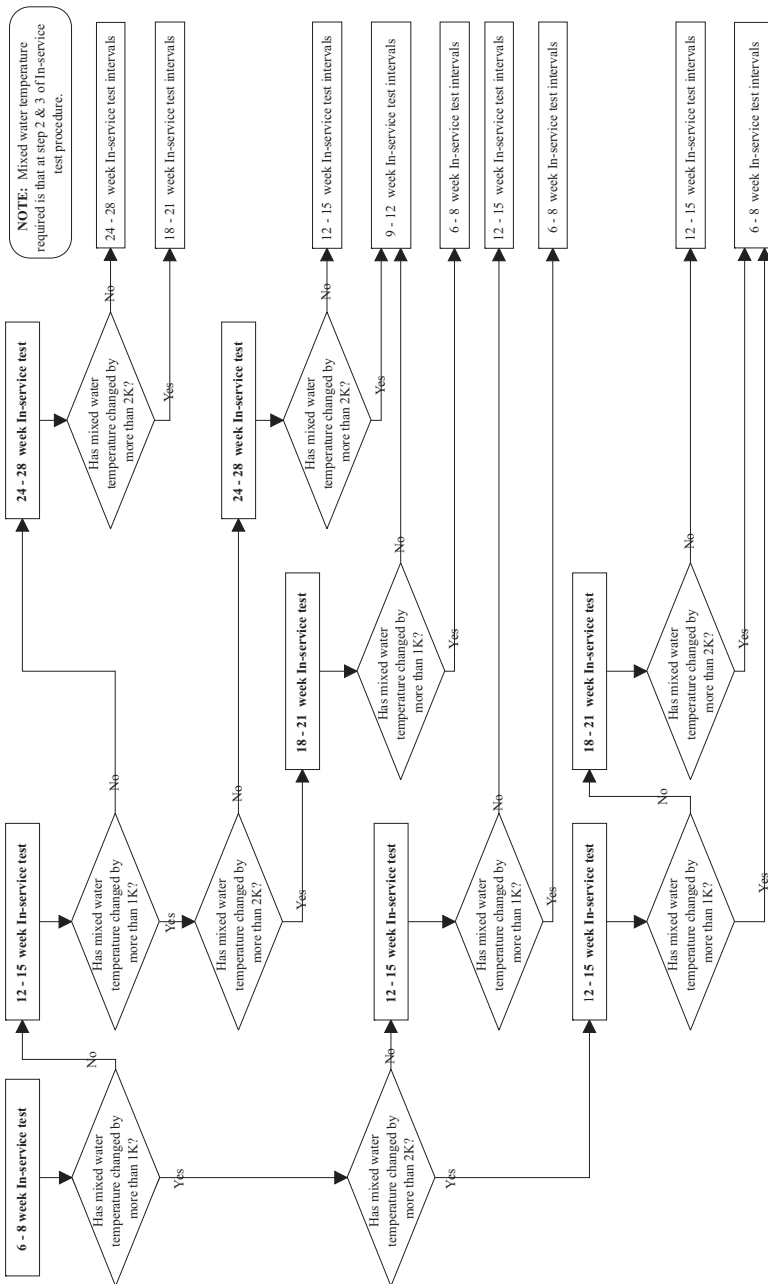 NOTE: Mixed water temperature
required is that at step 2 & 3 of In-service
test procedure.
6 - 8 week In-service test
Has mixed water
temperature changed by
more than 1K?
No
Yes
Has mixed water
temperature changed by
more than 2K?
No
Yes
12 - 15 week In-service test
Has mixed water
temperature changed by
more than 1K?
No
Yes
Has mixed water
temperature changed by
more than 2K?
No
Yes
12 - 15 week In-service test
Has mixed water
temperature changed by
more than 1K?
No
Yes
12 - 15 week In-service test
Has mixed water
temperature changed by
more than 1K?
No
Yes
18 - 21 week In-service test
Has mixed water
temperature changed by
more than 1K?
No
Yes
18 - 21 week In-service test
Has mixed water
temperature changed by
more than 2K?
No
Yes
24 - 28 week In-service test
Has mixed water
temperature changed by
more than 2K?
No
Yes
24 - 28 week In-service test
Has mixed water
temperature changed by
more than 2K?
No
Yes
24 - 28 week In-service test intervals
18 - 21 week In-service test intervals
12 - 15 week In-service test intervals
9 - 12 week In-service test intervals
6 - 8 week In-service test intervals
12 - 15 week In-service test intervals
6 - 8 week In-service test intervals
12 - 15 week In-service test intervals
6 - 8 week In-service test intervals